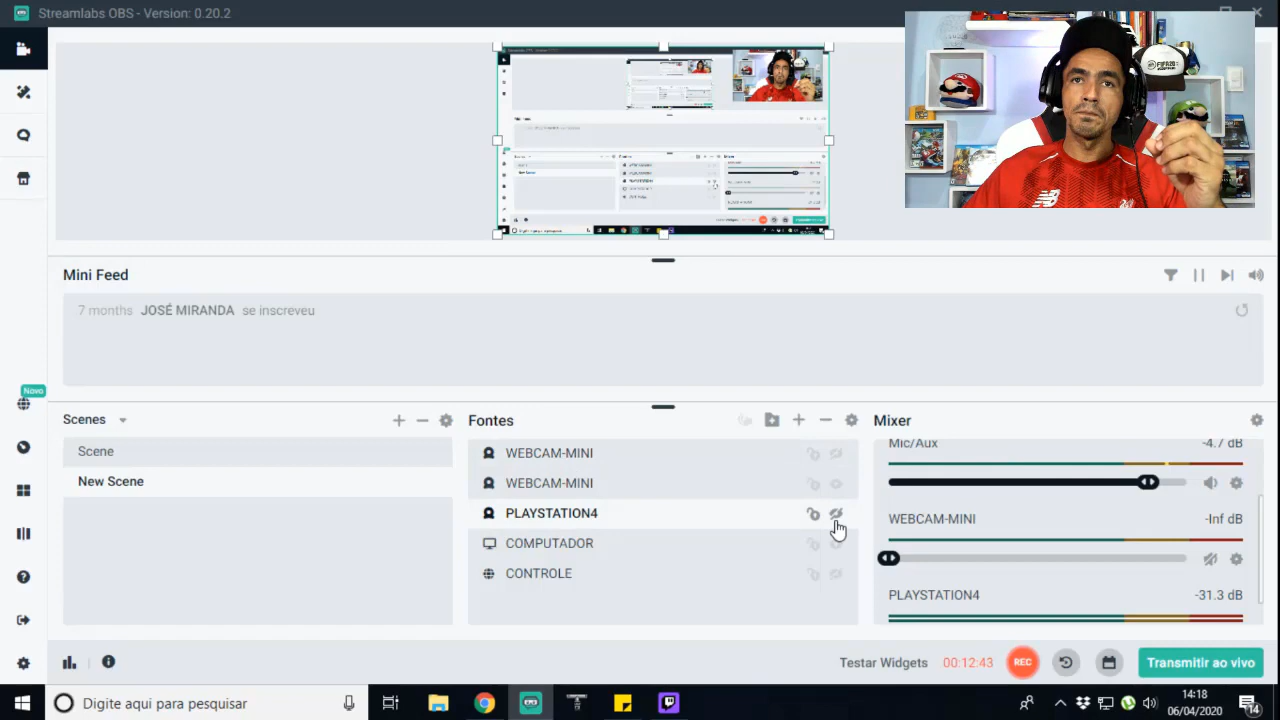 Streamlabs OBS - Version: 0.20.2
FIFA 20
Mini Feed
7 months JOSÉ MIRANDA se inscreveu
Novo
Scenes
Scene
New Scene
Fontes
WEBCAM-MINI
WEBCAM-MINI
PLAYSTATION4
COMPUTADOR
CONTROLE
Mixer
Mic/Aux -4.7 dB
WEBCAM-MINI -Inf dB
PLAYSTATION4 -31.3 dB
Testar Widgets 00:12:43 REC Transmitir ao vivo
Digite aqui para pesquisar
14:18
06/04/2020
14